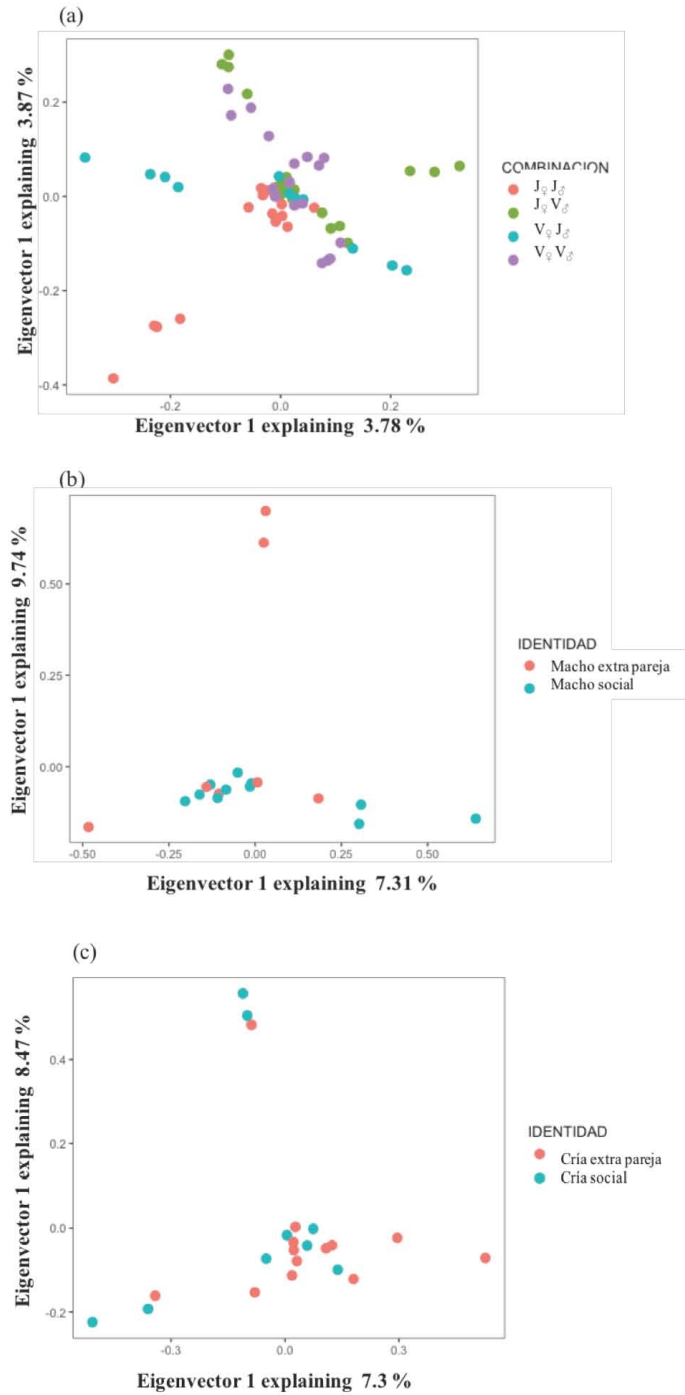 (a)
Eigenvector 1 explaining 3.87 %
0.2
0.0
-0.2
-0.4
-0.2
0.0
0.2
Eigenvector 1 explaining 3.78 %
COMBINACION
J♀ J♂
J♀ V♂
V♀ J♂
V♀ V♂
(b)
Eigenvector 1 explaining 9.74 %
0.50
0.25
0.00
-0.50
-0.25
0.00
0.25
0.50
Eigenvector 1 explaining 7.31 %
IDENTIDAD
Macho extra pareja
Macho social
(c)
Eigenvector 1 explaining 8.47 %
0.4
0.2
0.0
-0.2
-0.3
0.0
0.3
Eigenvector 1 explaining 7.3 %
IDENTIDAD
Cría extra pareja
Cría social